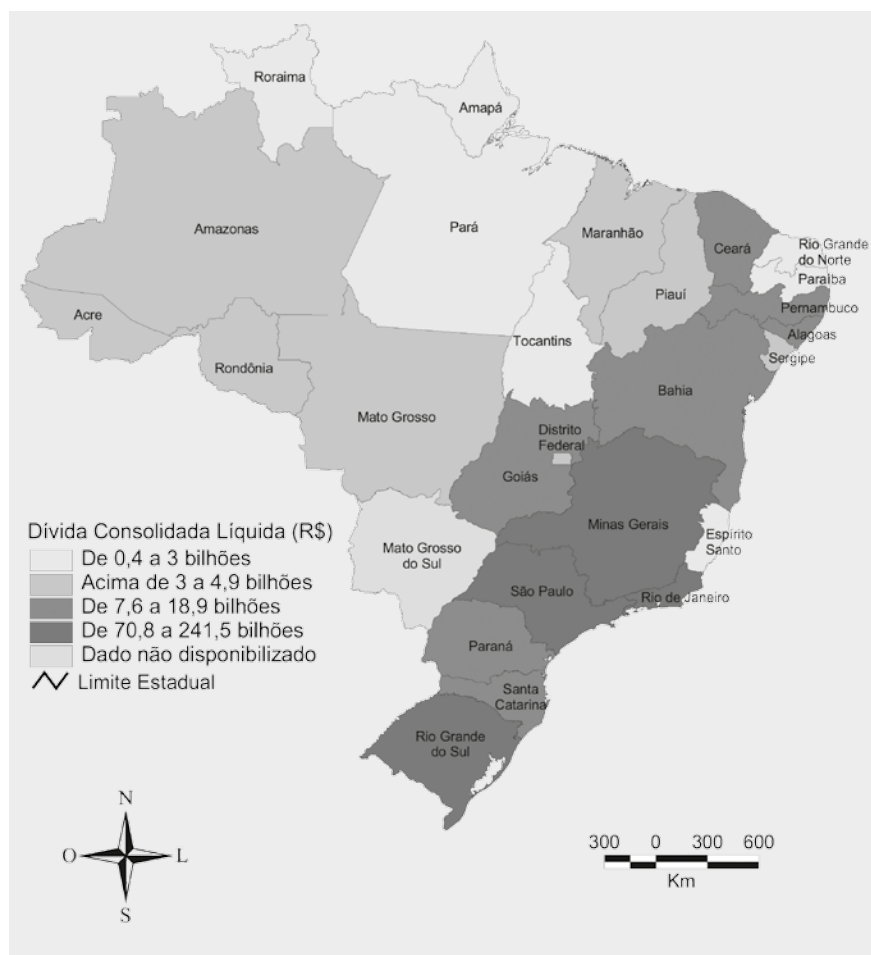 Roraima
Amapá
Amazonas
Pará
Maranhão
Ceará
Rio Grande
do Norte
Paraíba
Piauí
Pernambuco
Acre
Alagoas
Tocantins
Sergipe
Rondônia
Bahia
Mato Grosso
Distrito
Federal
Goiás
Minas Gerais
Espírito
Santo
Mato Grosso
do Sul
São Paulo
Rio de Janeiro
Paraná
Santa
Catarina
Rio Grande
do Sul
Dívida Consolidada Líquida (R$)
De 0,4 a 3 bilhões
Acima de 3 a 4,9 bilhões
De 7,6 a 18,9 bilhões
De 70,8 a 241,5 bilhões
Dado não disponibilizado
Limite Estadual
N
O L
S
300 0 300 600
Km